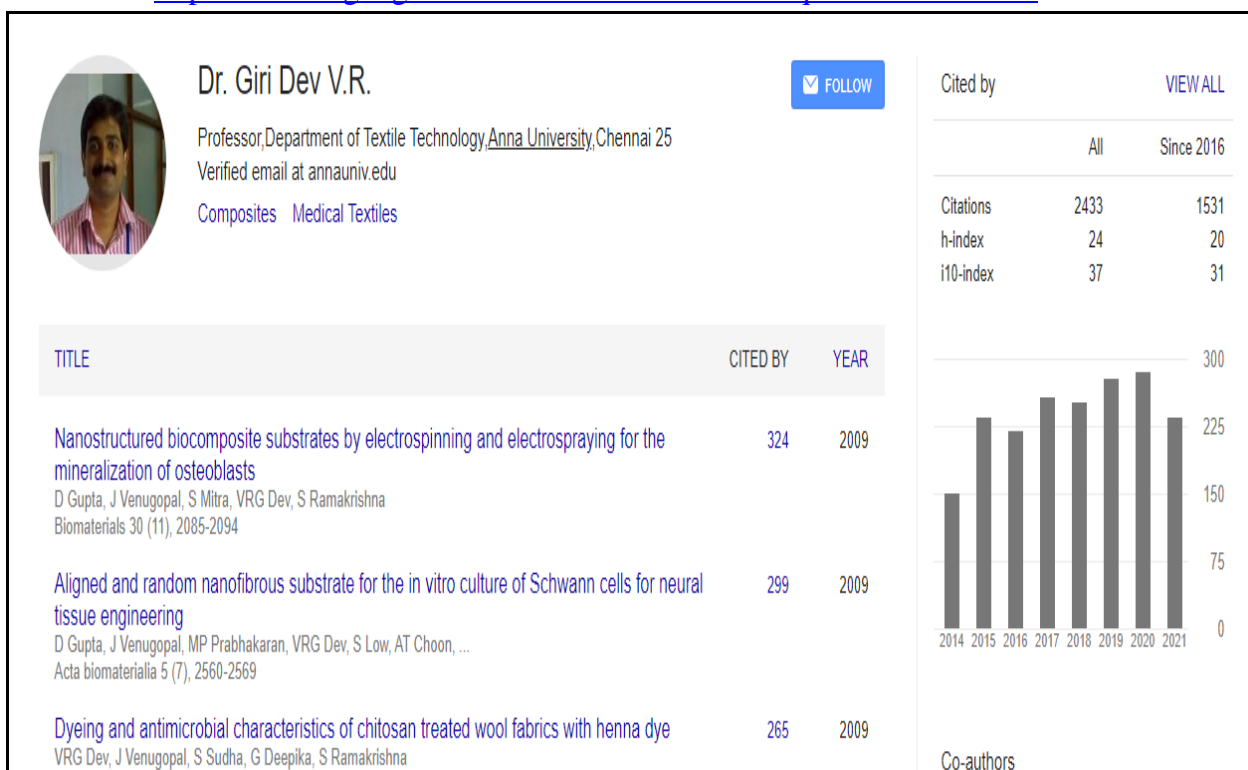 Dr. Giri Dev V.R.
FOLLOW
Professor,Department of Textile Technology,Anna University,Chennai 25
Verified email at annauniv.edu
Composites Medical Textiles
TITLE CITED BY YEAR
Nanostructured biocomposite substrates by electrospinning and electrospraying for the 324 2009
mineralization of osteoblasts
D Gupta, J Venugopal, S Mitra, VRG Dev, S Ramakrishna
Biomaterials 30 (11), 2085-2094
Aligned and random nanofibrous substrate for the in vitro culture of Schwann cells for neural 299 2009
tissue engineering
D Gupta, J Venugopal, MP Prabhakaran, VRG Dev, S Low, AT Choon, ...
Acta biomaterialia 5 (7), 2560-2569
Dyeing and antimicrobial characteristics of chitosan treated wool fabrics with henna dye 265 2009
VRG Dev, J Venugopal, S Sudha, G Deepika, S Ramakrishna
Cited by VIEW ALL
All Since 2016
Citations 2433 1531
h-index 24 20
i10-index 37 31
300
225
150
75
0
2014 2015 2016 2017 2018 2019 2020 2021
Co-authors